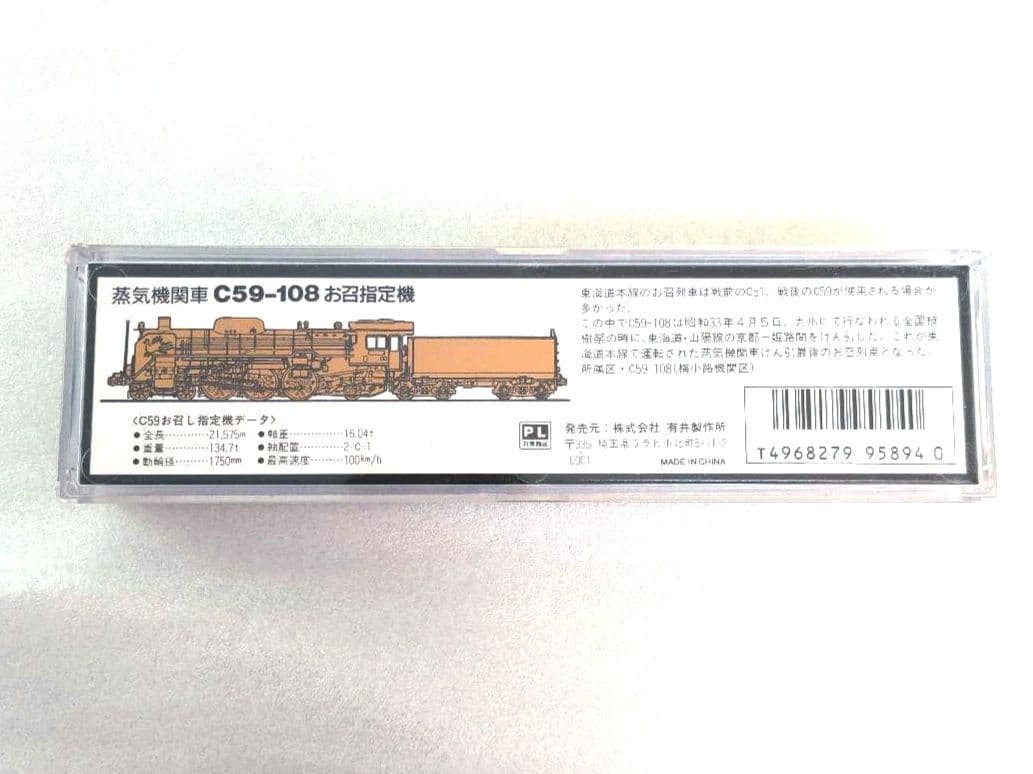 蒸気機関車 C59-108 お召指定機
東海道本線のお召列車は戦前のC51、戦後のC59が使用される場合が
多かった。
この中でC59-108は昭和33年4月5日、九州にて行なわれる全国植
樹祭の時に、東海道・山陽線の京都-姫路間をけん引した。これが東
海道本線で運転された蒸気機関車けん引最後のお召列車となった。
所属区・C59 108(梅小路機関区)
〈C59お召し指定機データ〉
●全長………21,575m ●軸重………16.04t
●重量………134.7t ●軸配置………2-C-1
●動輪径……1750mm ●最高速度………100km/h
PL
対象商品
発売元：株式会社 有井製作所
〒335 埼玉県
MADE IN CHINA
T4968279 95894 0